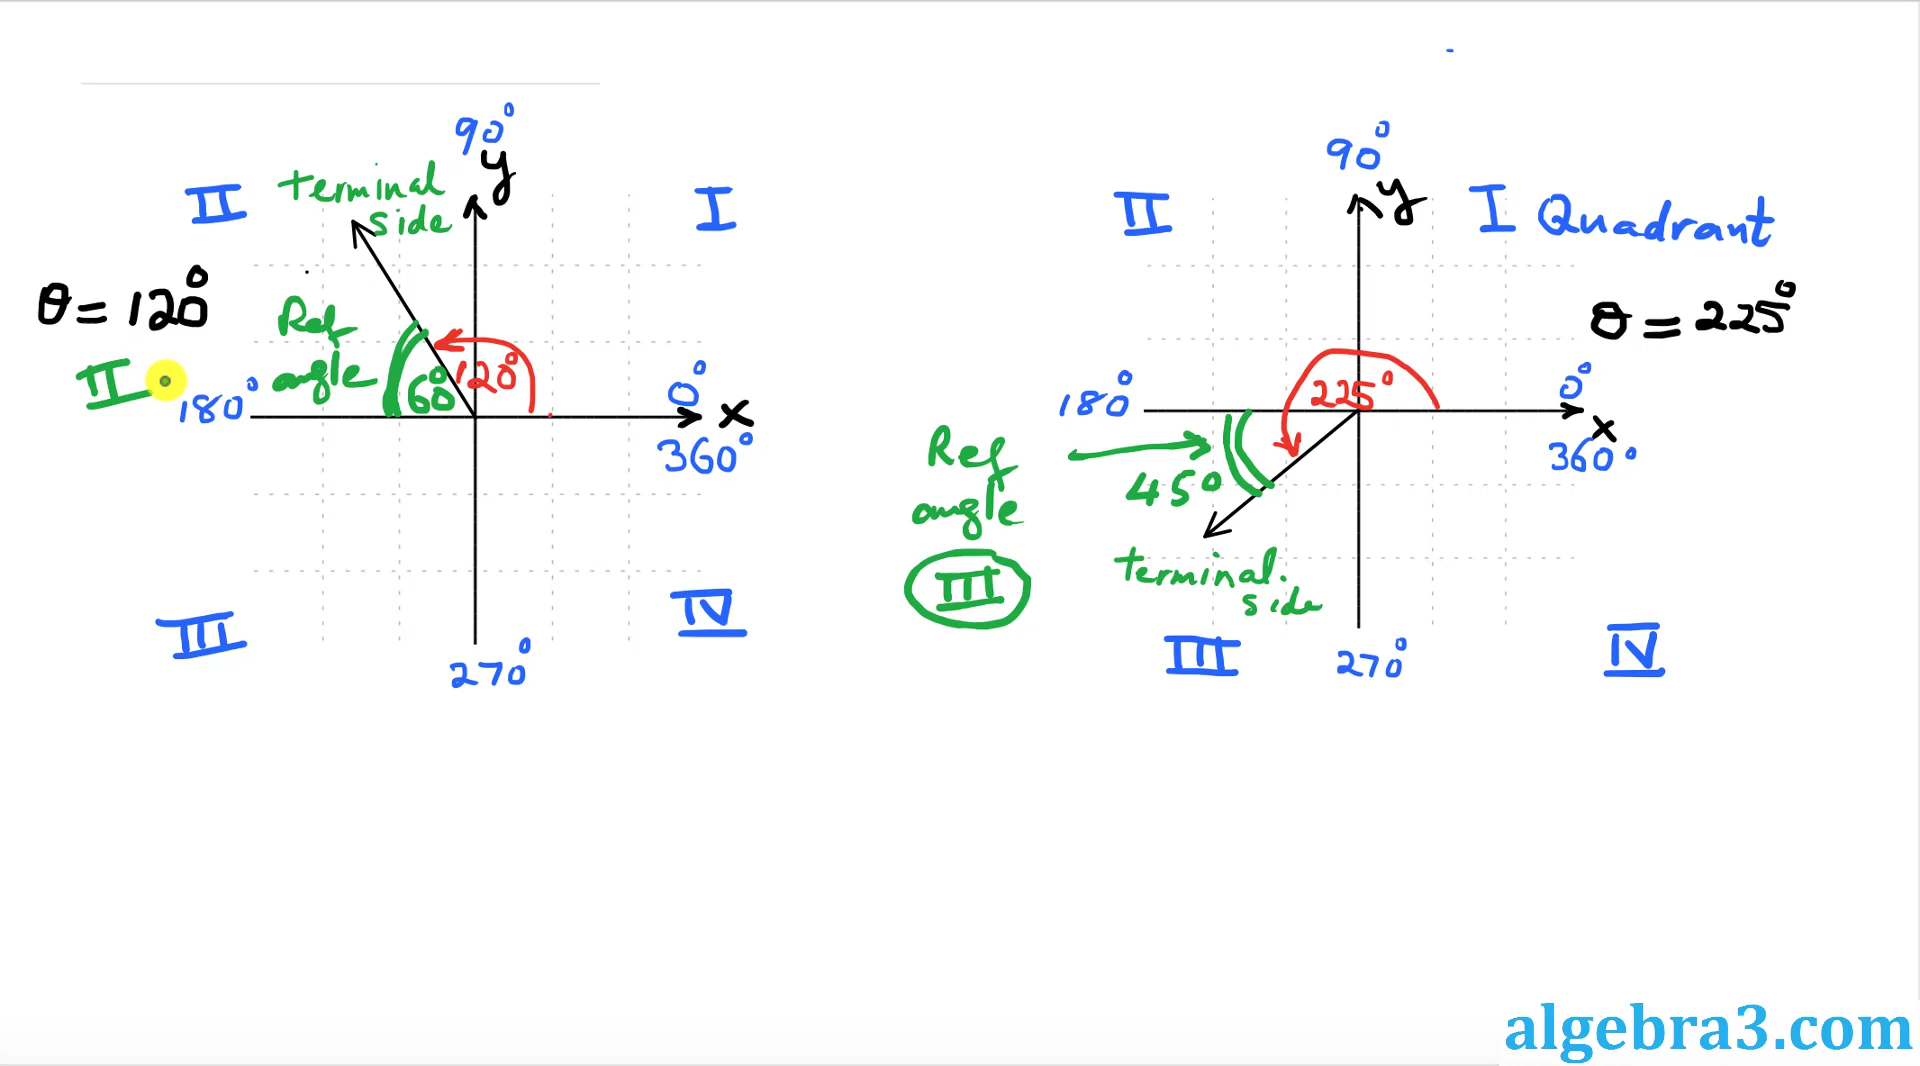 90°
y
terminal
side
II
I
θ = 120°
Ref
angle
II
60°
120°
180°
0°
x
360°
III
IV
270°
90°
y
II
I Quadrant
θ = 225°
225°
180°
0°
x
360°
Ref
angle
45°
III
terminal
side
III
270°
IV
algebra3.com